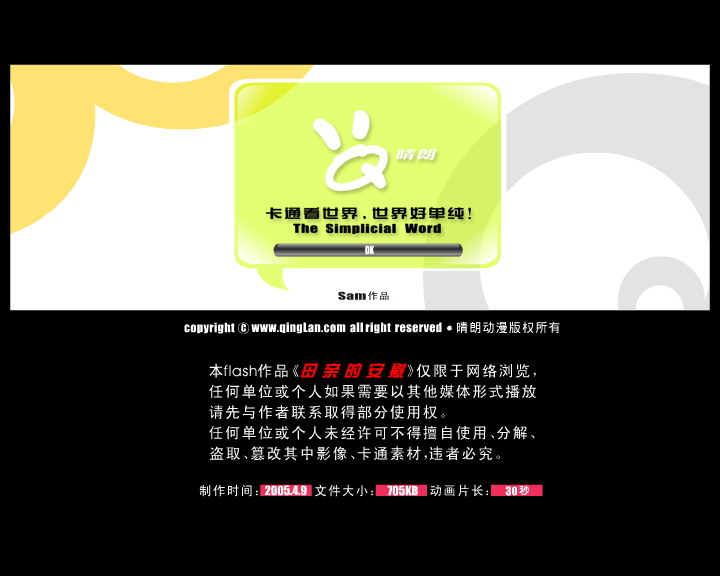 晴朗
卡通看世界，世界好单纯！
The Simplicial Word
OK
Sam作品
copyright © www.qingLan.com all right reserved ● 晴朗动漫版权所有
本flash作品《母亲的安慰》仅限于网络浏览，
任何单位或个人如果需要以其他媒体形式播放
请先与作者联系取得部分使用权。
任何单位或个人未经许可不得擅自使用、分解、
盗取、篡改其中影像、卡通素材，违者必究。
制作时间：2005.4.9 文件大小：705KB 动画片长：30秒